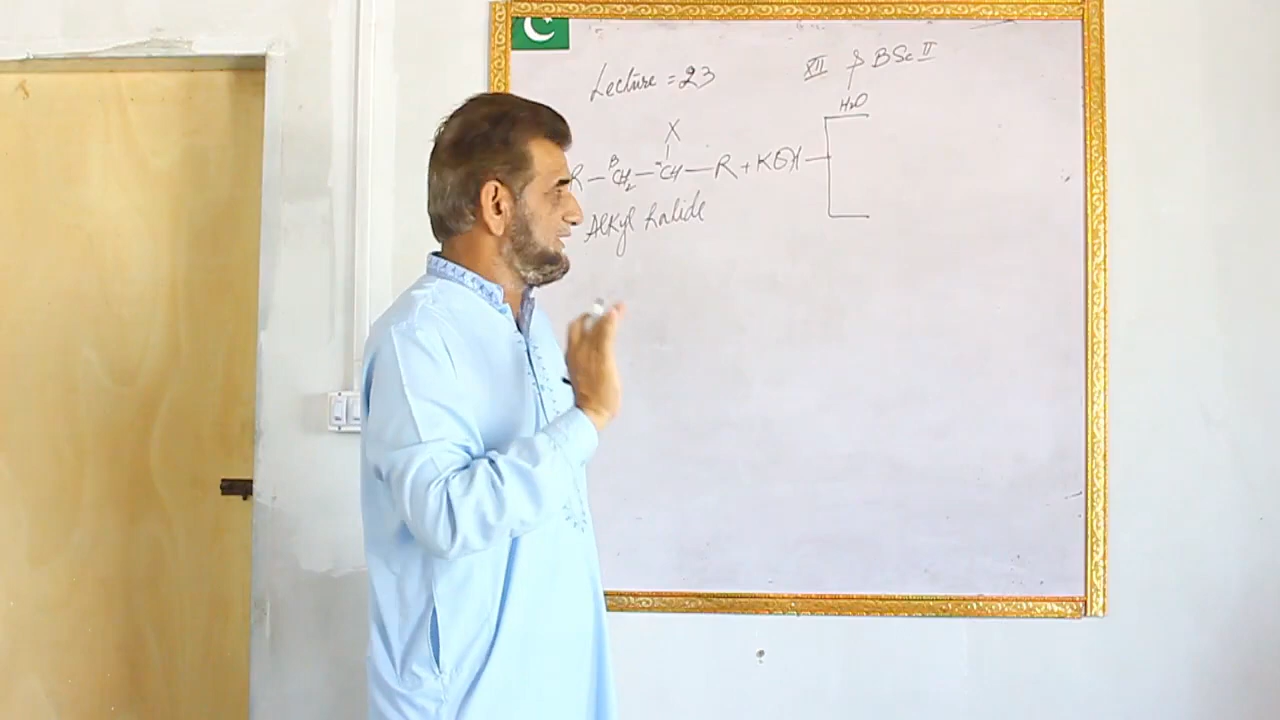 Lecture = 23
XII & BSc II
H2O
X
R — CH2 — CH — R + KOH
B
Alkyl halide